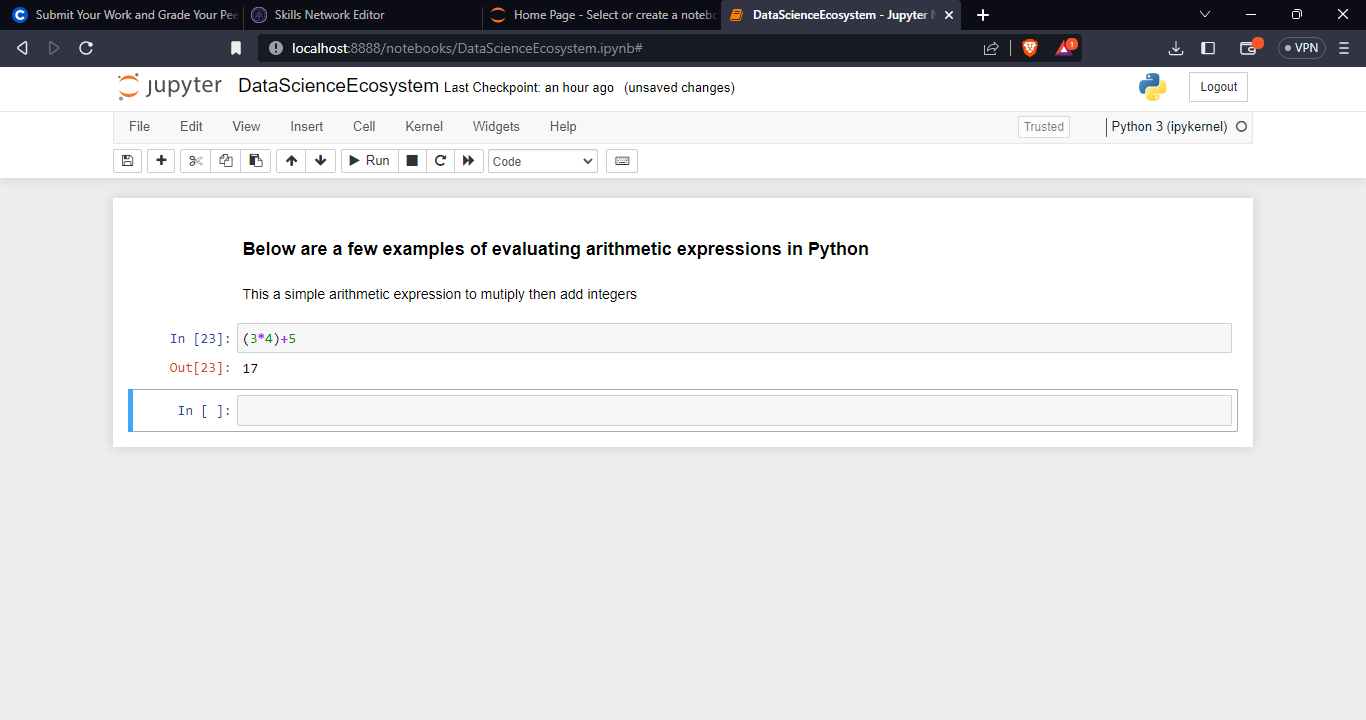 Submit Your Work and Grade Your Pee
Skills Network Editor
Home Page - Select or create a notebo
DataScienceEcosystem - Jupyter N
localhost:8888/notebooks/DataScienceEcosystem.ipynb#
1
VPN
jupyter
DataScienceEcosystem Last Checkpoint: an hour ago (unsaved changes)
Logout
File Edit View Insert Cell Kernel Widgets Help
Trusted
Python 3 (ipykernel)
Run
Code
Below are a few examples of evaluating arithmetic expressions in Python
This a simple arithmetic expression to mutiply then add integers
In [23]: (3*4)+5
Out[23]: 17
In [ ]: